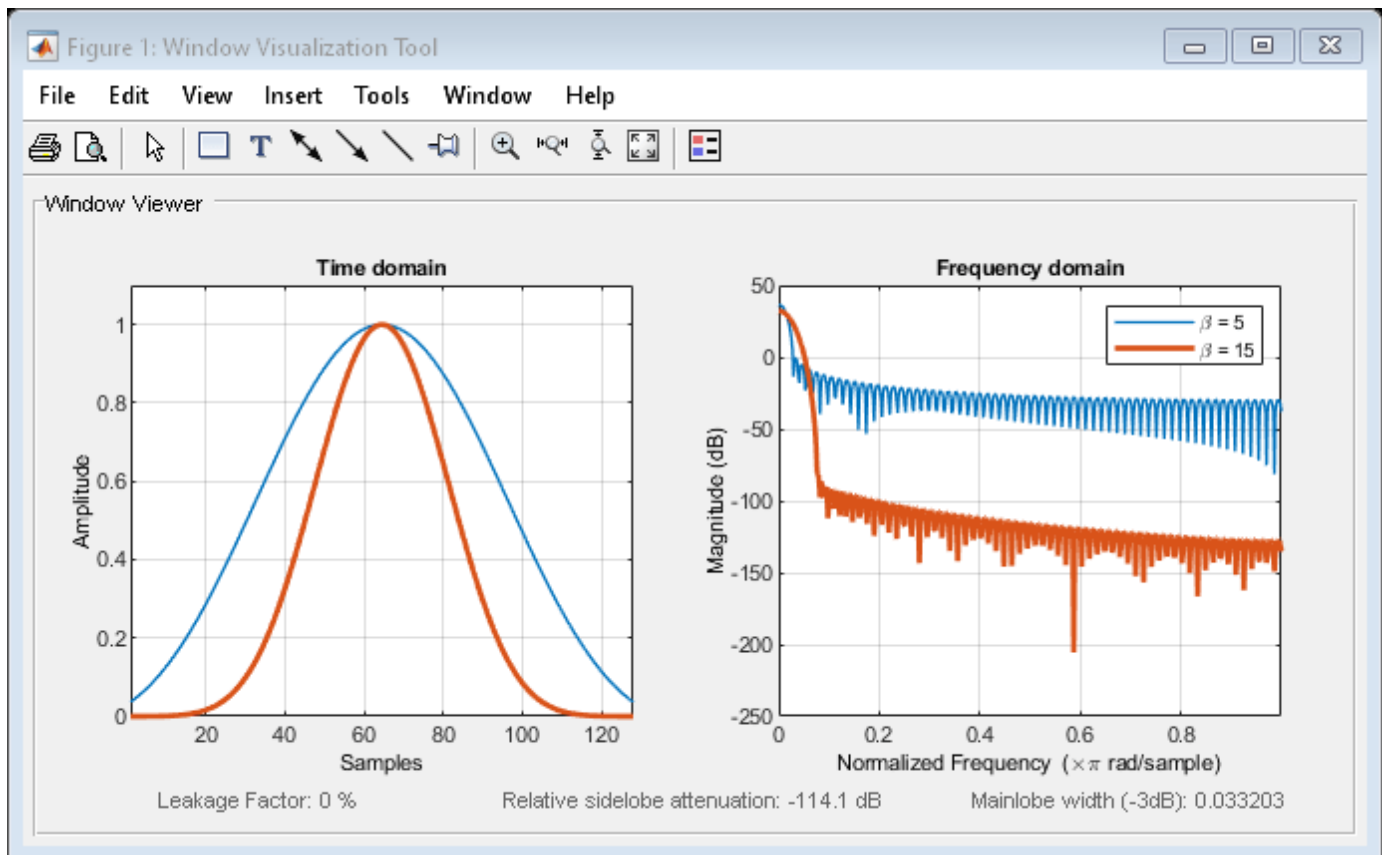 Figure 1: Window Visualization Tool
File Edit View Insert Tools Window Help
T
Window Viewer
Time domain
Amplitude
1
0.8
0.6
0.4
0.2
0
20 40 60 80 100 120
Samples
Frequency domain
Magnitude (dB)
50
0
-50
-100
-150
-200
-250
0 0.2 0.4 0.6 0.8
Normalized Frequency (×π rad/sample)
β = 5
β = 15
Leakage Factor: 0 % Relative sidelobe attenuation: -114.1 dB Mainlobe width (-3dB): 0.033203